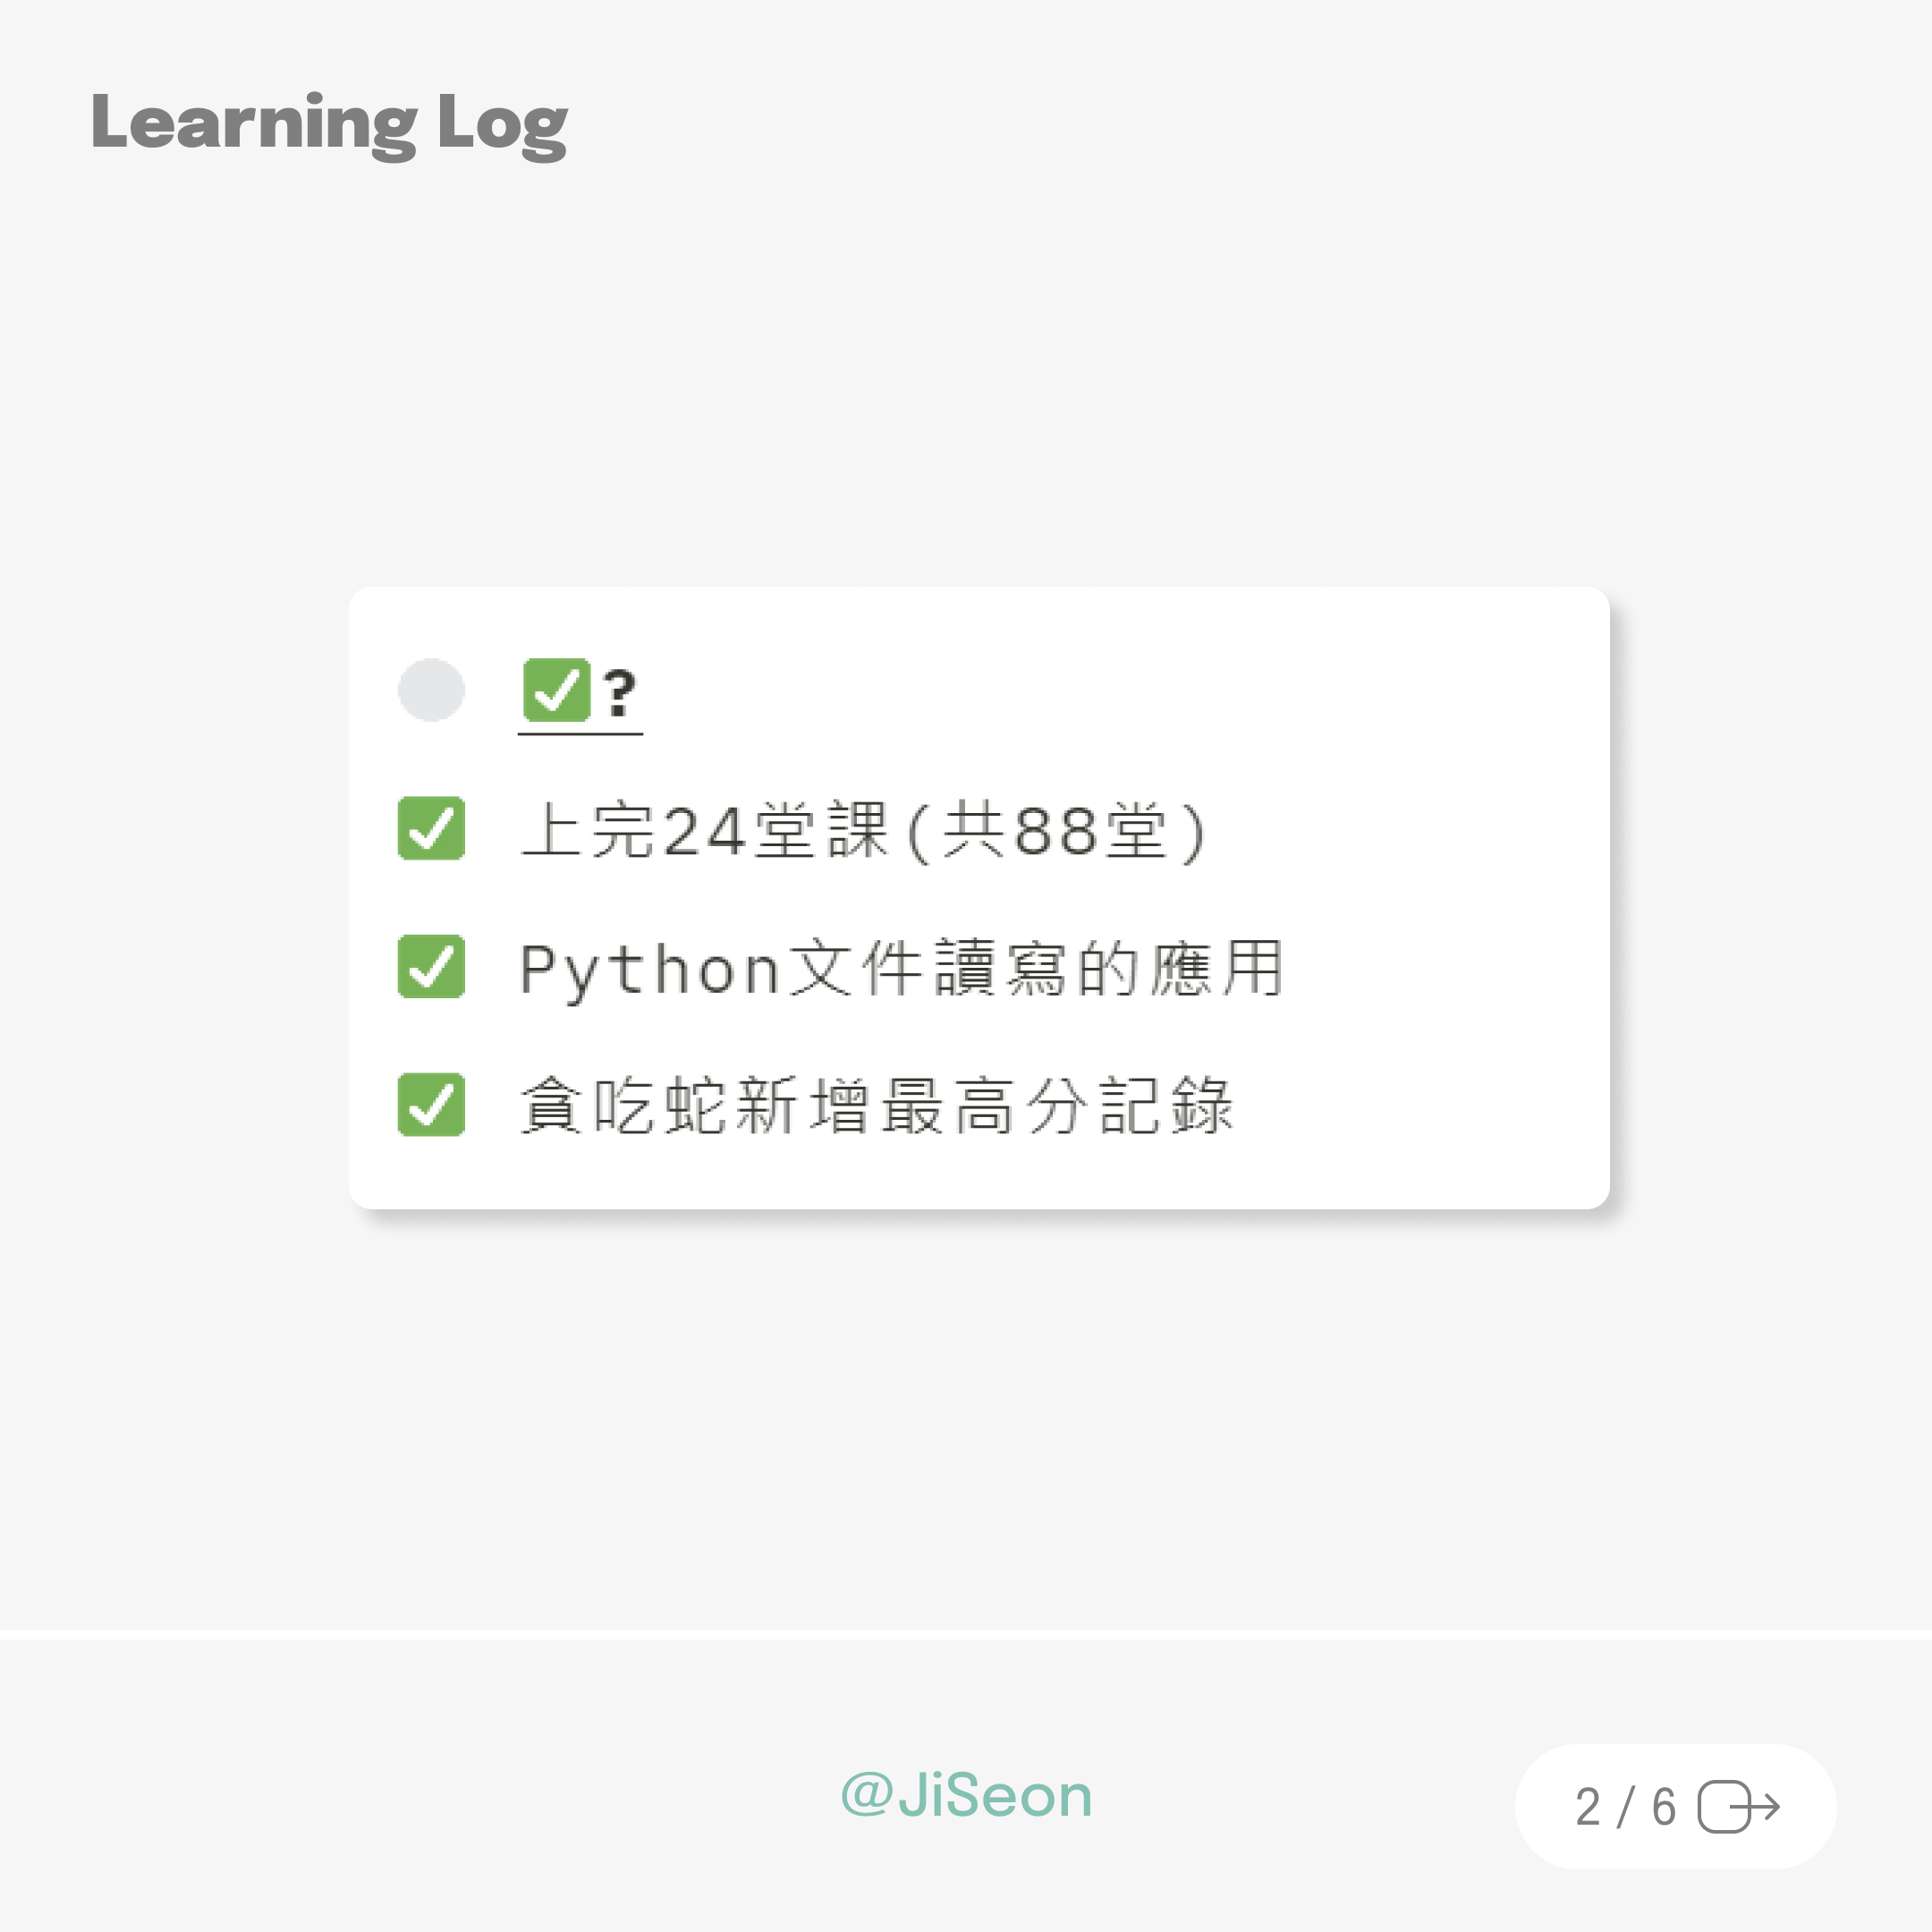 Learning Log
✅?
✅ 上完24堂課(共88堂)
✅ Python文件讀寫的應用
✅ 貪吃蛇新增最高分記錄
@JiSeon
2 / 6